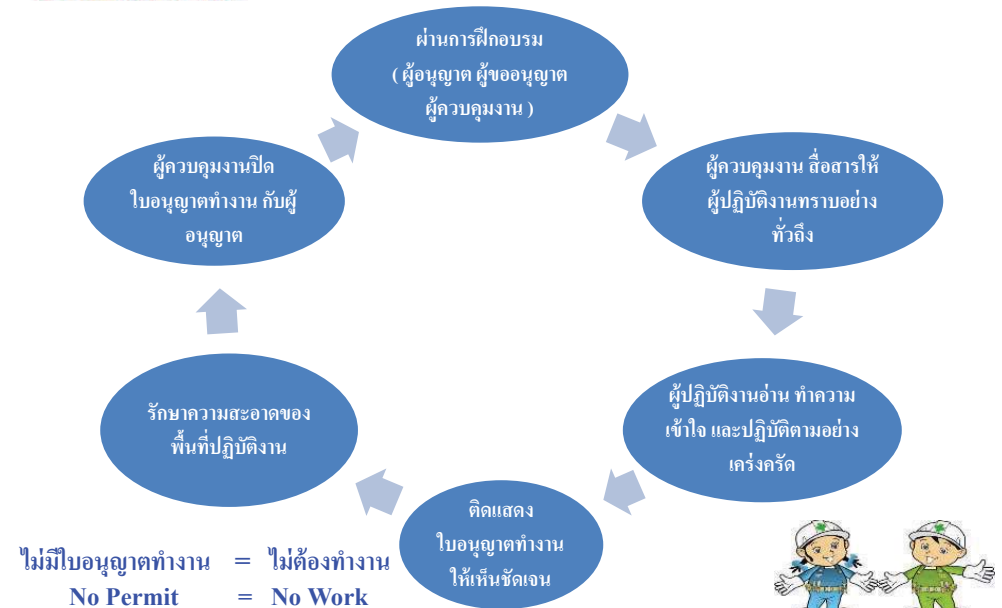 ผ่านการฝึกอบรม
( ผู้อนุญาต ผู้ขออนุญาต
ผู้ควบคุมงาน )
ผู้ควบคุมงาน สื่อสารให้
ผู้ปฏิบัติงานทราบอย่าง
ทั่วถึง
ผู้ปฏิบัติงานอ่าน ทำความ
เข้าใจ และปฏิบัติตามอย่าง
เคร่งครัด
ติดแสดง
ใบอนุญาตทำงาน
ให้เห็นชัดเจน
รักษาความสะอาดของ
พื้นที่ปฏิบัติงาน
ผู้ควบคุมงานปิด
ใบอนุญาตทำงาน กับผู้
อนุญาต
ไม่มีใบอนุญาตทำงาน = ไม่ต้องทำงาน
No Permit = No Work